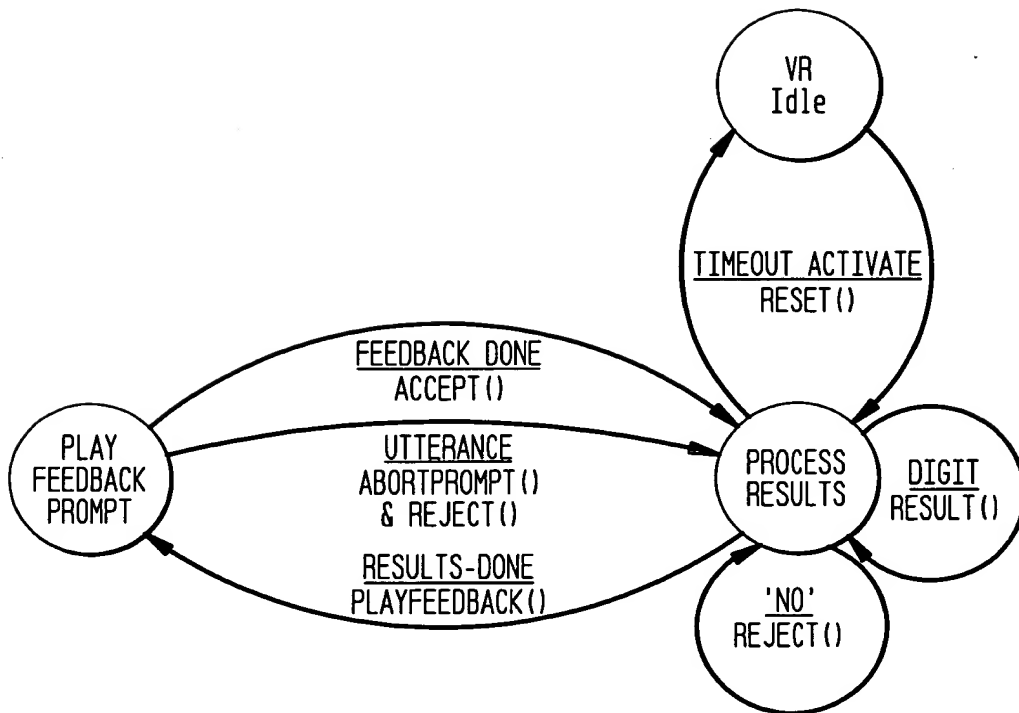 VR
Idle
TIMEOUT ACTIVATE
RESET()
FEEDBACK DONE
ACCEPT()
PLAY
FEEDBACK
PROMPT
UTTERANCE
ABORTPROMPT()
& REJECT()
PROCESS
RESULTS
DIGIT
RESULT()
RESULTS-DONE
PLAYFEEDBACK()
'NO'
REJECT()